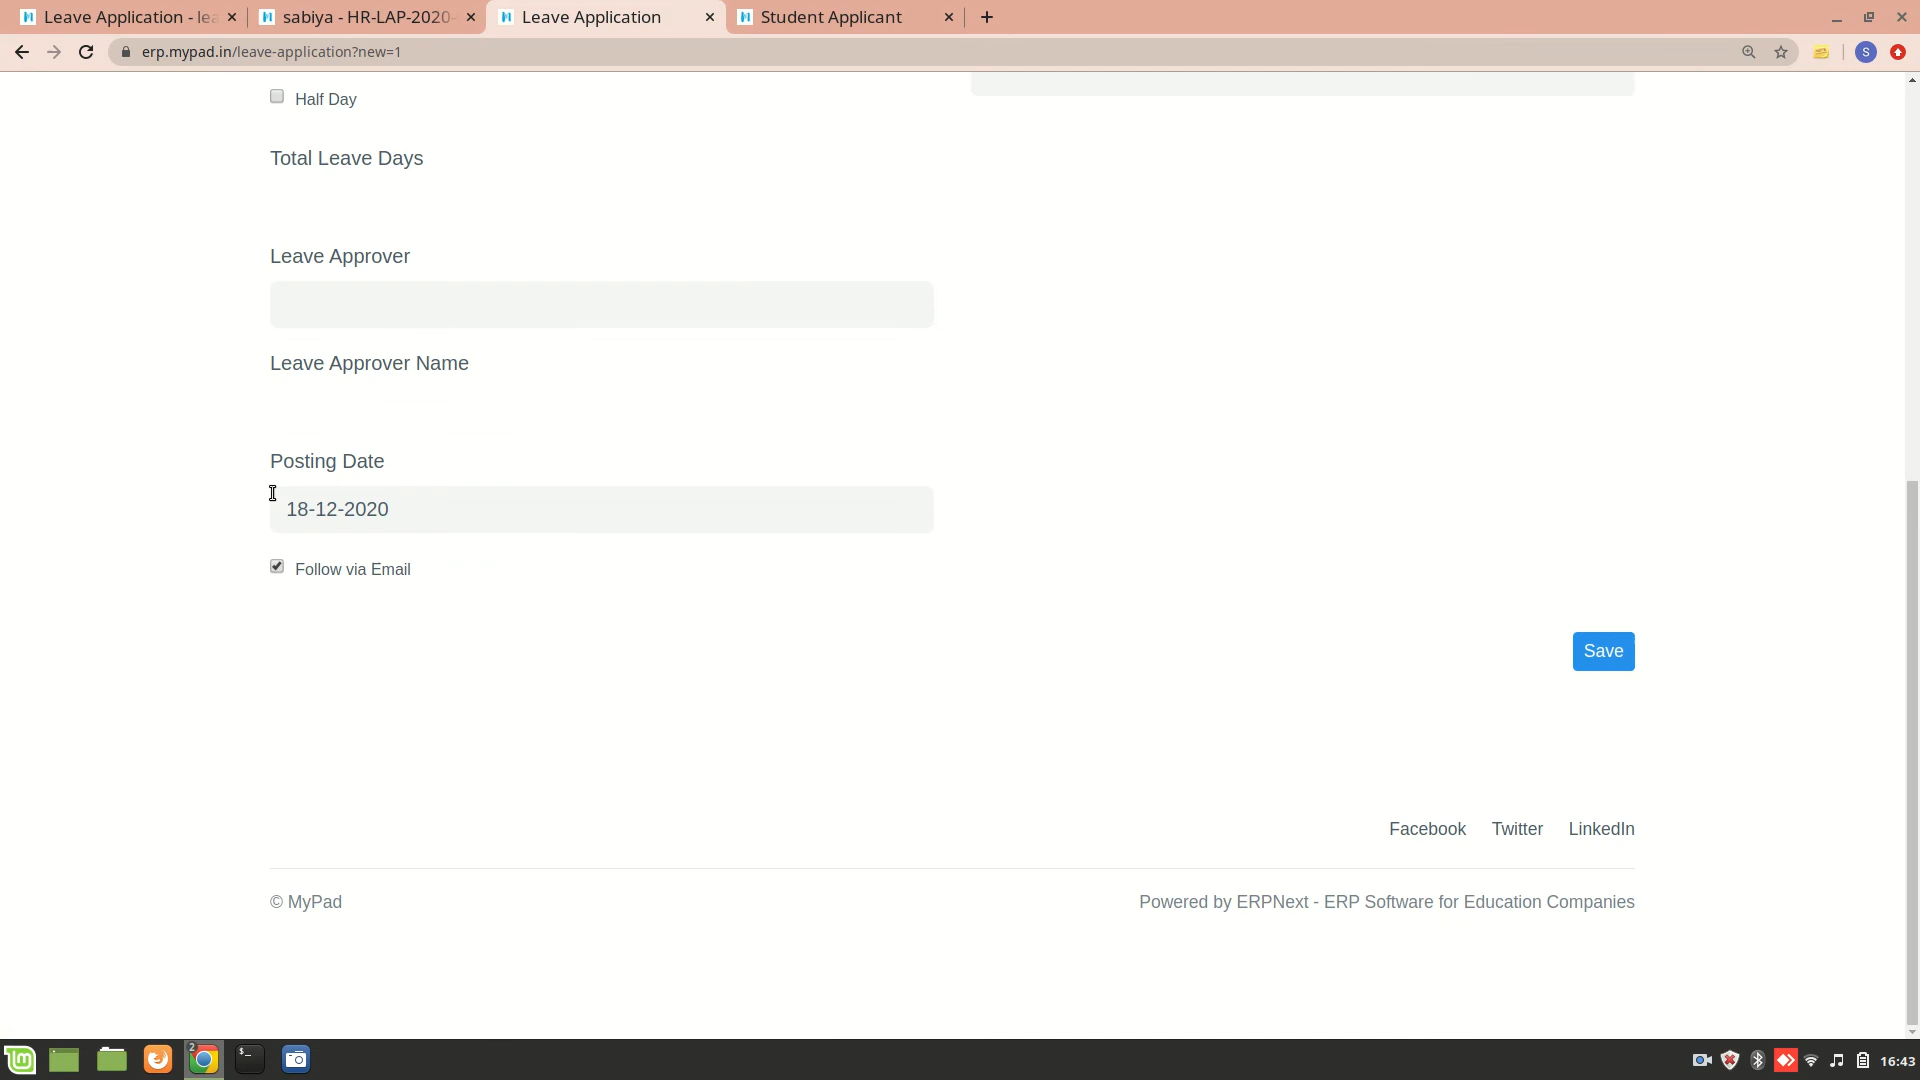 Leave Application - lea
sabiya - HR-LAP-2020-
Leave Application
Student Applicant
erp.mypad.in/leave-application?new=1
S
Half Day
Total Leave Days
Leave Approver
Leave Approver Name
Posting Date
18-12-2020
Follow via Email
Save
Facebook Twitter LinkedIn
© MyPad
Powered by ERPNext - ERP Software for Education Companies
2
16:43